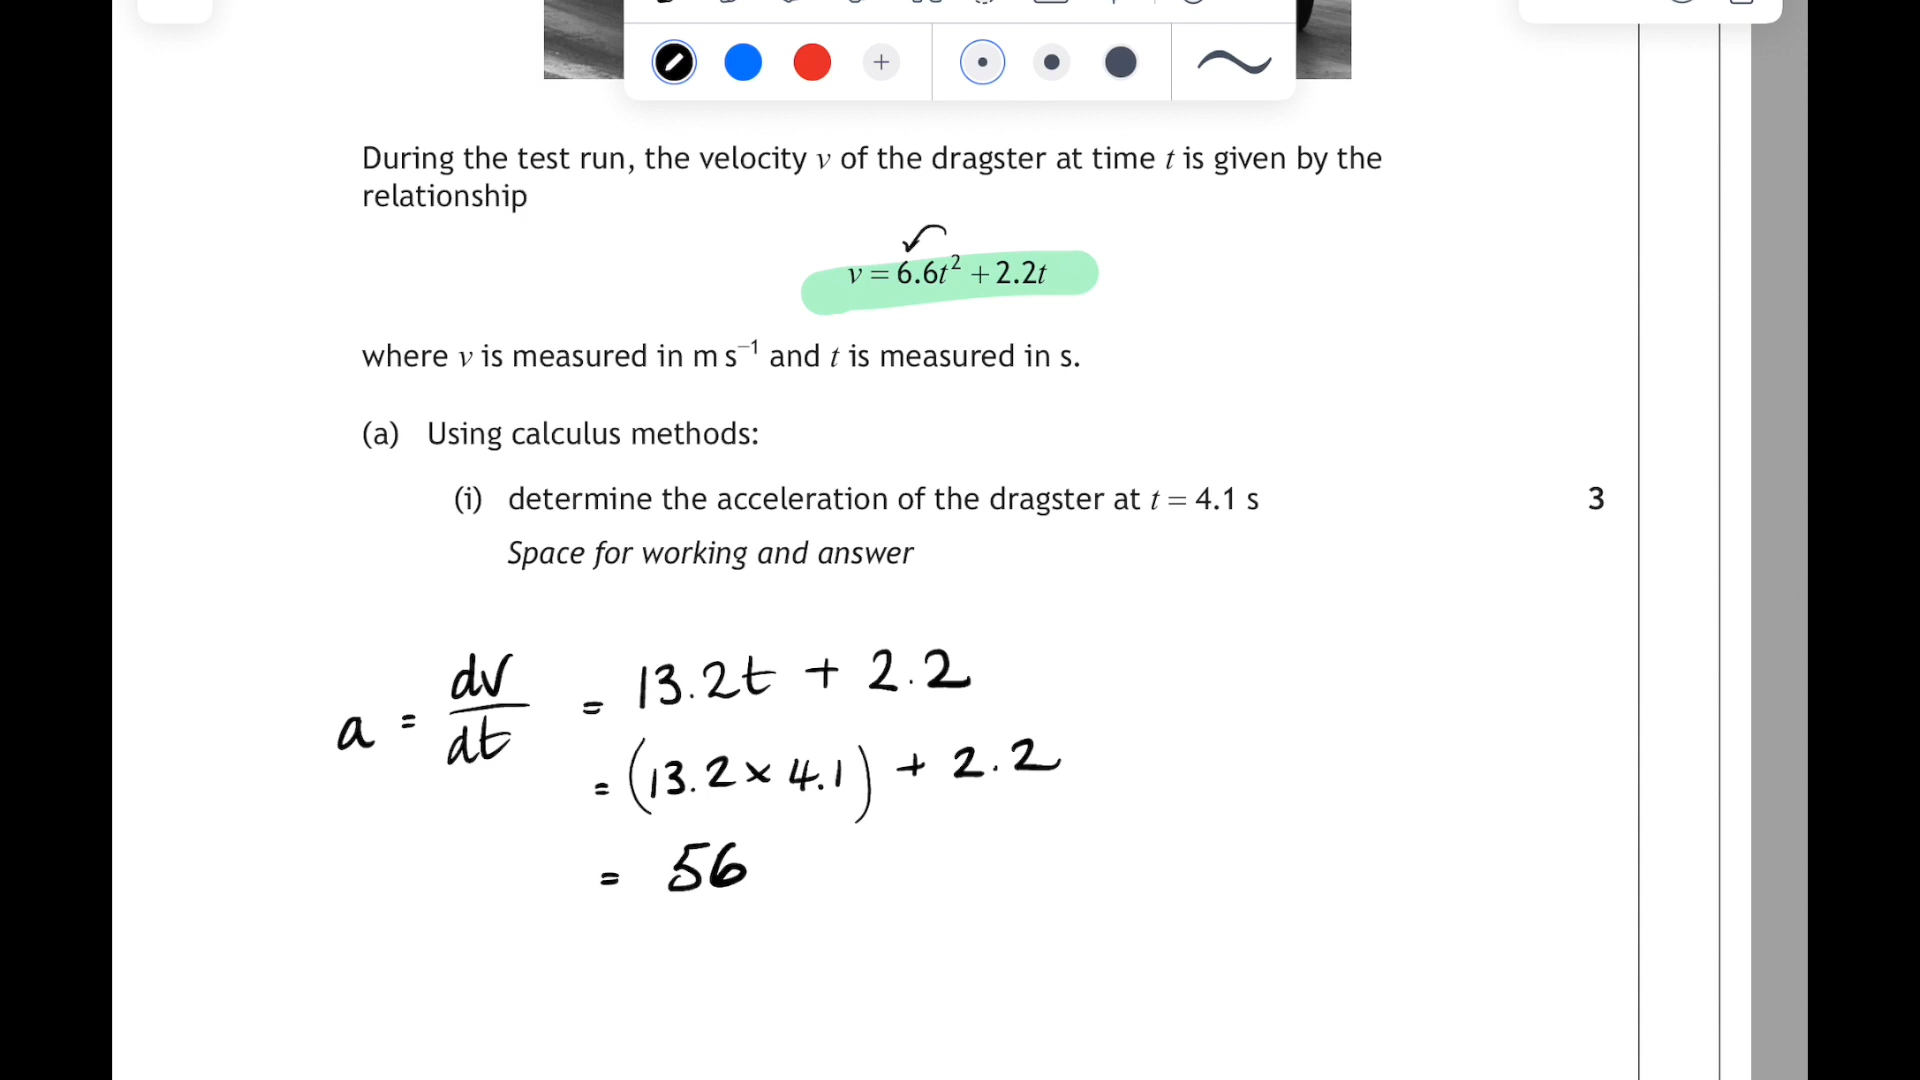 During the test run, the velocity v of the dragster at time t is given by the
relationship
v = 6.6t² + 2.2t
where v is measured in m s⁻¹ and t is measured in s.
(a) Using calculus methods:
(i) determine the acceleration of the dragster at t = 4.1 s 3
Space for working and answer
a = dv/dt = 13.2t + 2.2
= (13.2 × 4.1) + 2.2
= 56